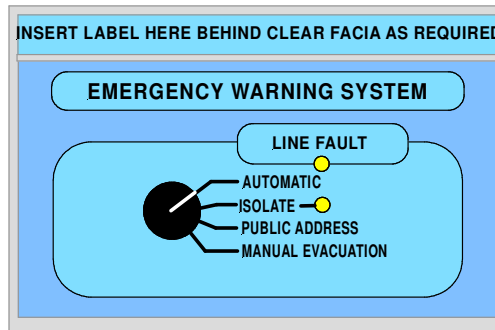 INSERT LABEL HERE BEHIND CLEAR FACIA AS REQUIRED
EMERGENCY WARNING SYSTEM
LINE FAULT
AUTOMATIC
ISOLATE
PUBLIC ADDRESS
MANUAL EVACUATION